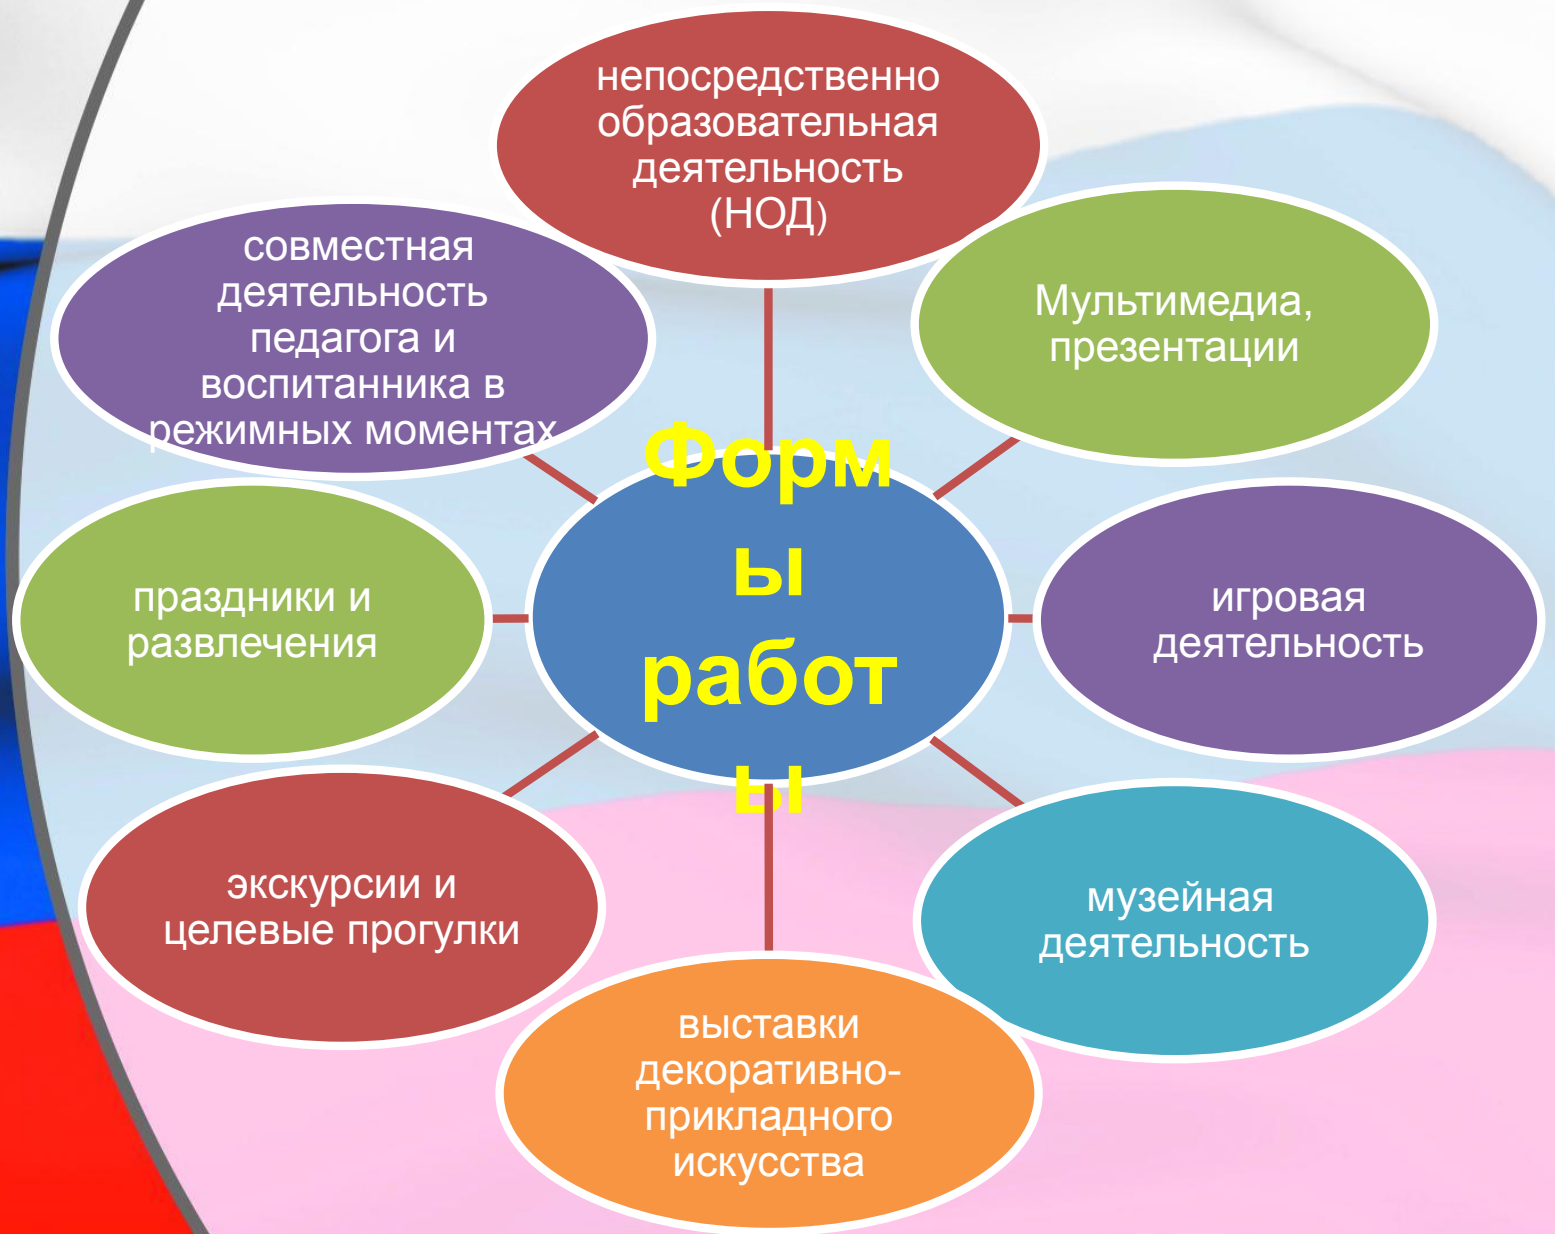 непосредственно
образовательная
деятельность
(НОД)
Мультимедиа,
презентации
игровая
деятельность
музейная
деятельность
выставки
декоративно-
прикладного
искусства
экскурсии и
целевые прогулки
праздники и
развлечения
совместная
деятельность
педагога и
воспитанника в
режимных моментах
Форм
ы
работ
ы